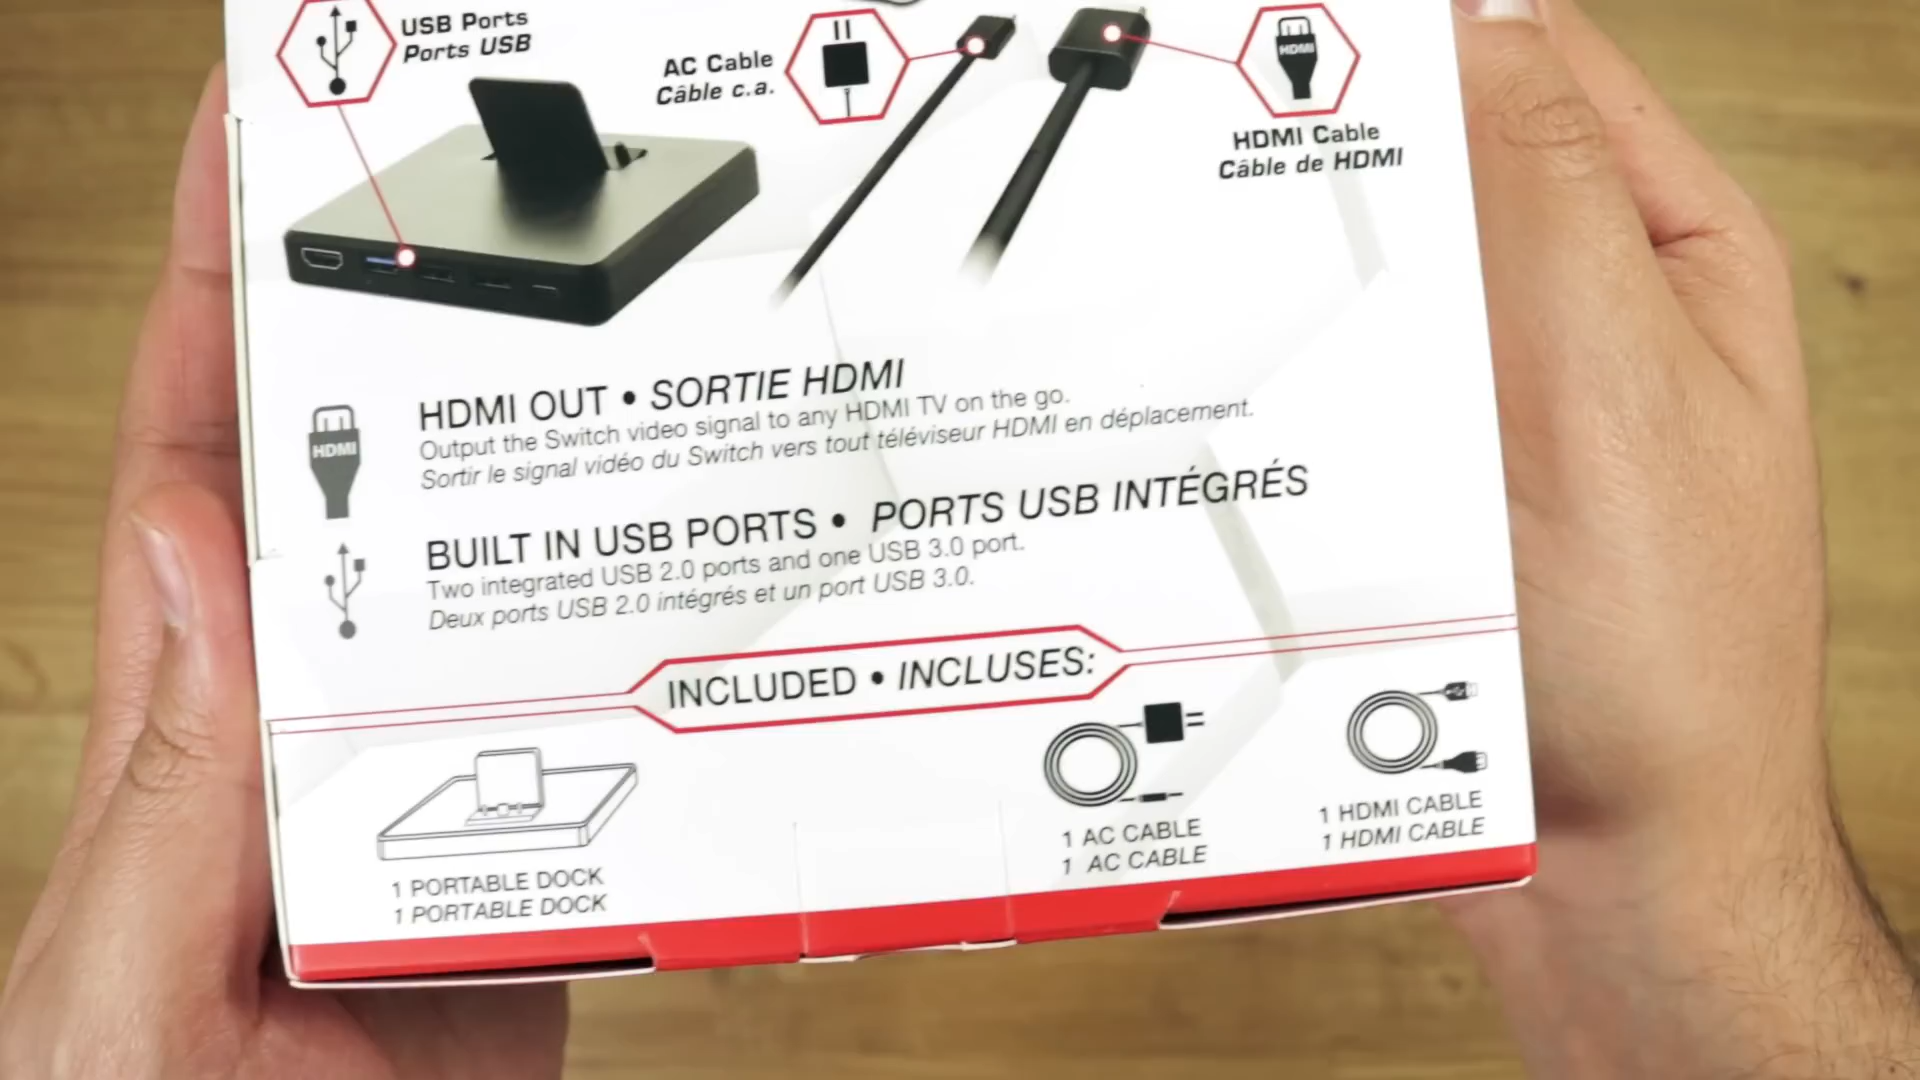 USB Ports
Ports USB
AC Cable
Câble c.a.
HDMI
HDMI Cable
Câble de HDMI
HDMI OUT • SORTIE HDMI
Output the Switch video signal to any HDMI TV on the go.
Sortir le signal vidéo du Switch vers tout téléviseur HDMI en déplacement.
HDMI
BUILT IN USB PORTS • PORTS USB INTÉGRÉS
Two integrated USB 2.0 ports and one USB 3.0 port.
Deux ports USB 2.0 intégrés et un port USB 3.0.
INCLUDED • INCLUSES:
1 PORTABLE DOCK
1 PORTABLE DOCK
1 AC CABLE
1 AC CABLE
1 HDMI CABLE
1 HDMI CABLE